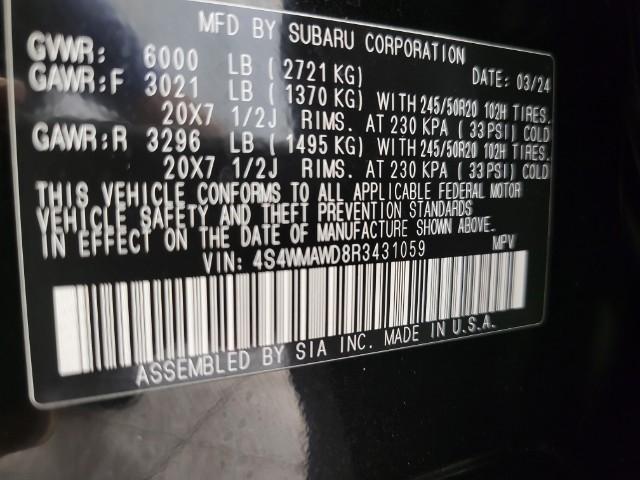 MFD BY SUBARU CORPORATION
GVWR: 6000 LB ( 2721 KG) DATE: 03/24
GAWR:F 3021 LB ( 1370 KG) WITH 245/50R20 102H TIRES.
20X7 1/2J RIMS. AT 230 KPA ( 33 PSI) COLD
GAWR:R 3296 LB ( 1495 KG) WITH 245/50R20 102H TIRES.
20X7 1/2J RIMS. AT 230 KPA ( 33 PSI) COLD
THIS VEHICLE CONFORMS TO ALL APPLICABLE FEDERAL MOTOR
VEHICLE SAFETY AND THEFT PREVENTION STANDARDS
IN EFFECT ON THE DATE OF MANUFACTURE SHOWN ABOVE.
VIN: 4S4WMAWD8R3431059 MPV
ASSEMBLED BY SIA INC. MADE IN U.S.A.